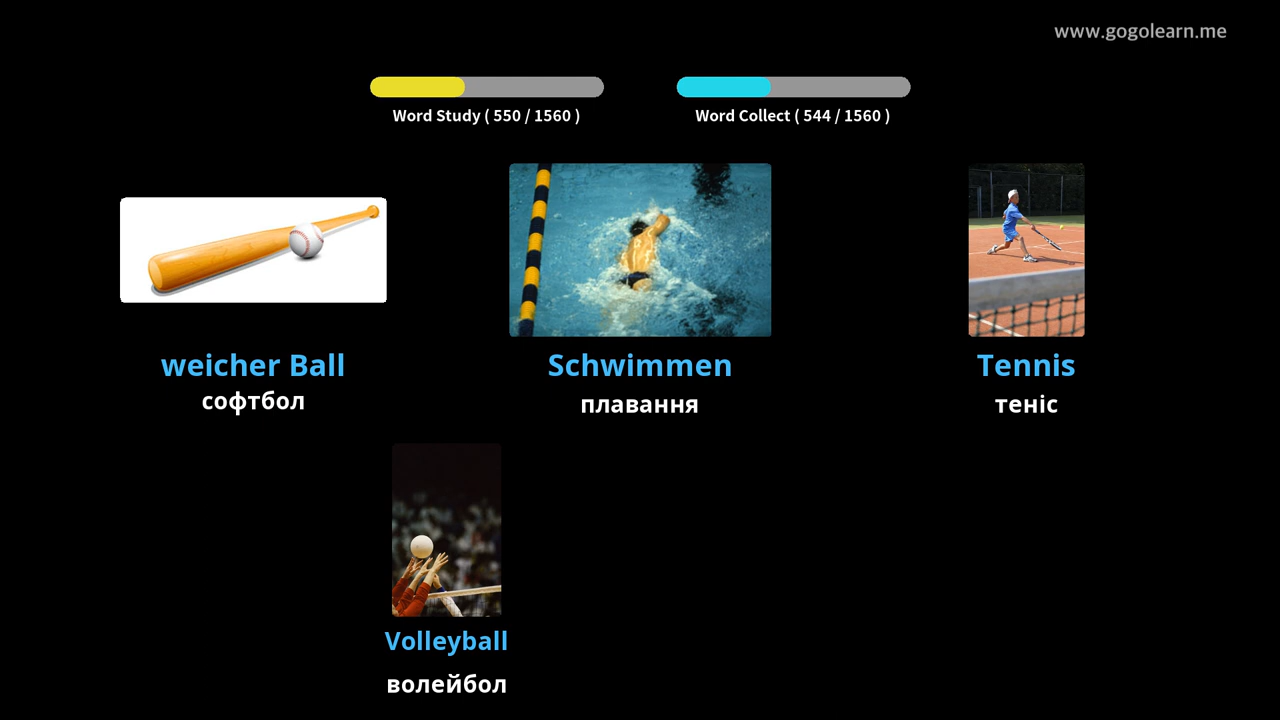 www.gogolearn.me
Word Study ( 550 / 1560 )
Word Collect ( 544 / 1560 )
weicher Ball
софтбол
Schwimmen
плавання
Tennis
теніс
Volleyball
волейбол